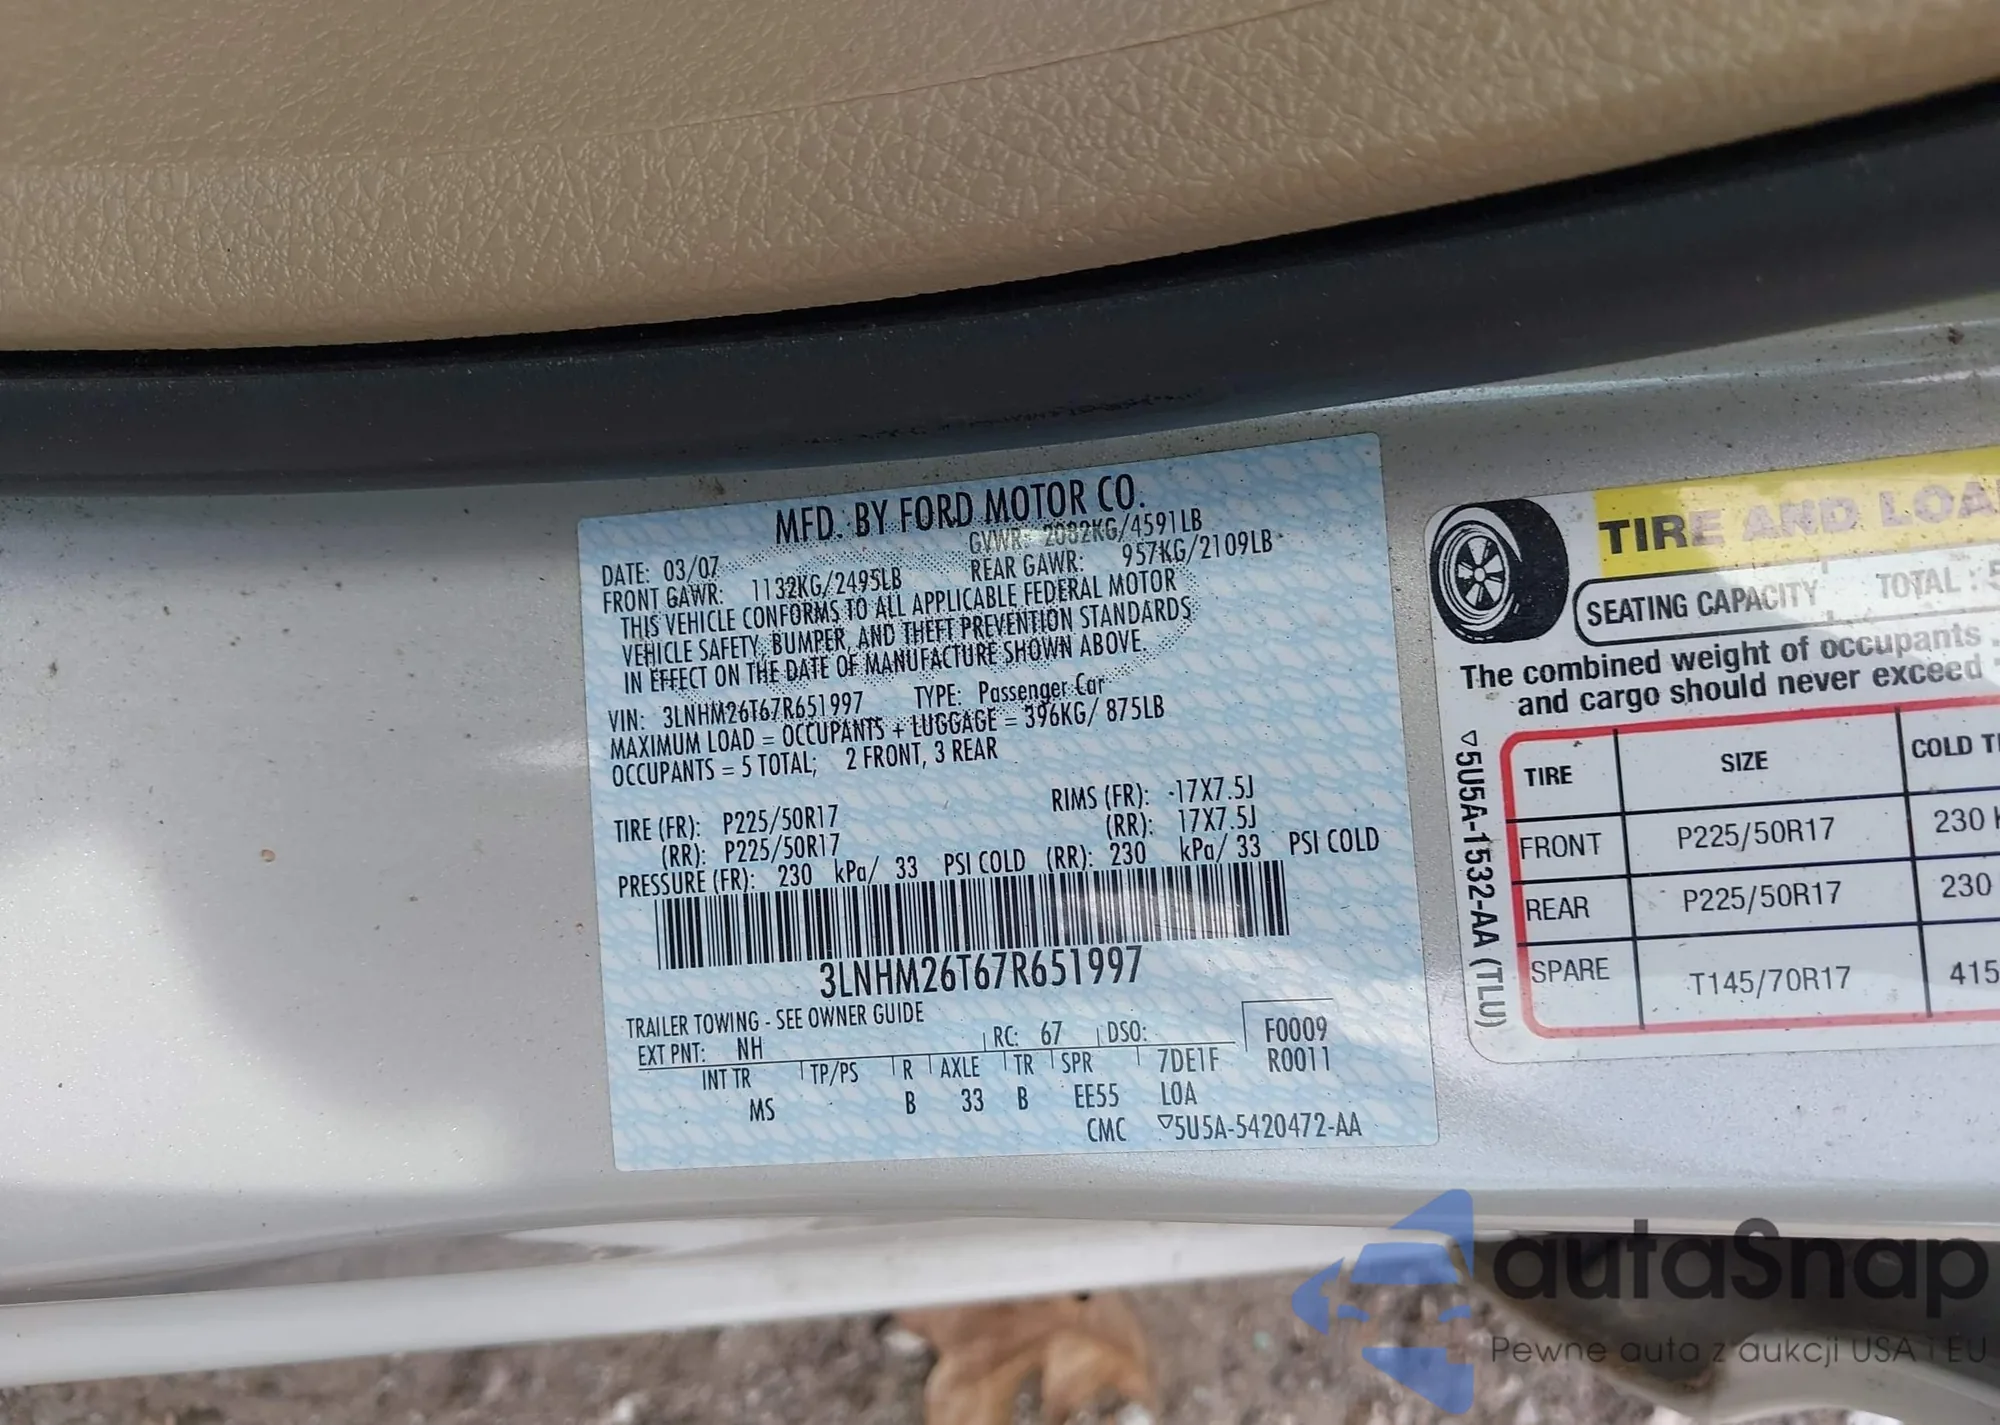 MFD. BY FORD MOTOR CO.
DATE: 03/07 GVWR: 2082KG/4591LB
FRONT GAWR: 1132KG/2495LB REAR GAWR: 957KG/2109LB
THIS VEHICLE CONFORMS TO ALL APPLICABLE FEDERAL MOTOR
VEHICLE SAFETY, BUMPER, AND THEFT PREVENTION STANDARDS
IN EFFECT ON THE DATE OF MANUFACTURE SHOWN ABOVE.
VIN: 3LNHM26T67R651997 TYPE: Passenger Car
MAXIMUM LOAD = OCCUPANTS + LUGGAGE = 396KG/ 875LB
OCCUPANTS = 5 TOTAL; 2 FRONT, 3 REAR
TIRE (FR): P225/50R17 RIMS (FR): 17X7.5J
(RR): P225/50R17 (RR): 17X7.5J
PRESSURE (FR): 230 kPa/ 33 PSI COLD (RR): 230 kPa/ 33 PSI COLD
3LNHM26T67R651997
TRAILER TOWING - SEE OWNER GUIDE
EXT PNT: NH RC: 67 DSO: F0009
INT TR TP/PS R AXLE TR SPR 7DE1F R0011
MS B 33 B EE55 LOA
CMC ▽5U5A-5420472-AA
TIRE AND LOA
SEATING CAPACITY TOTAL : 5
The combined weight of occupants
and cargo should never exceed
▽5U5A-1532-AA (TLU)
TIRE SIZE COLD TI
FRONT P225/50R17 230 K
REAR P225/50R17 230
SPARE T145/70R17 415
autaSnap
Pewne auta z aukcji USA i EU